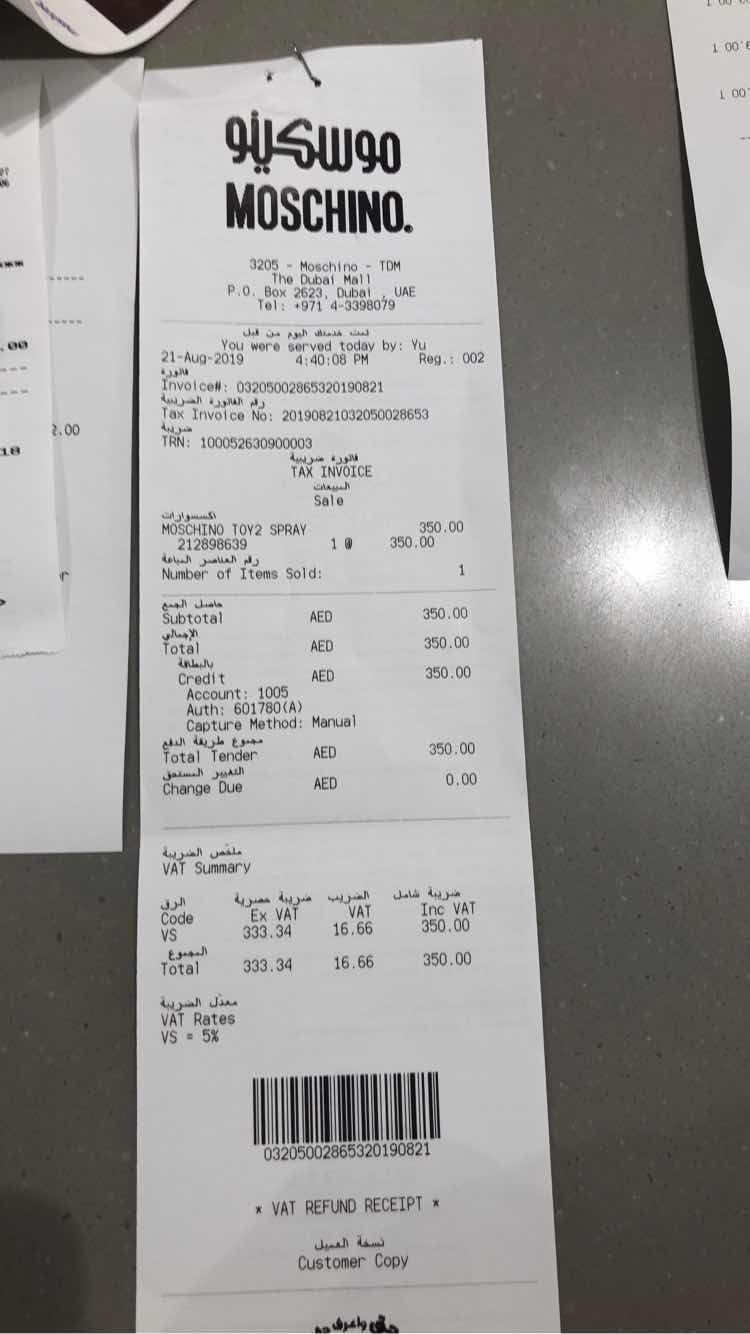 موسكينو
MOSCHINO.
3205 - Moschino - TDM
The Dubai Mall
P.O. Box 2623, Dubai , UAE
Tel: +971 4-3398079
تمت خدمتك اليوم من قبل
You were served today by: Yu
21-Aug-2019 4:40:08 PM Reg.: 002
فاتورة
Invoice#: 03205002865320190821
رقم الفاتورة الضريبية
Tax Invoice No: 20190821032050028653
ضريبة
TRN: 100052630900003
فاتورة ضريبية
TAX INVOICE
المبيعات
Sale
اكسسوارات
MOSCHINO TOY2 SPRAY 350.00
212898639 1 @ 350.00
رقم العناصر المباعة
Number of Items Sold: 1
حاصل الجمع
Subtotal AED 350.00
الإجمالي
Total AED 350.00
بالبطاقة
Credit AED 350.00
Account: 1005
Auth: 601780(A)
Capture Method: Manual
مجموع طريقة الدفع
Total Tender AED 350.00
التغيير المستحق
Change Due AED 0.00
ملخص الضريبة
VAT Summary
الرق ضريبة حصرية الضريب ضريبة شامل
Code Ex VAT VAT Inc VAT
VS 333.34 16.66 350.00
المجموع
Total 333.34 16.66 350.00
معدل الضريبة
VAT Rates
VS = 5%
03205002865320190821
* VAT REFUND RECEIPT *
نسخة العميل
Customer Copy
.00
18
2.00